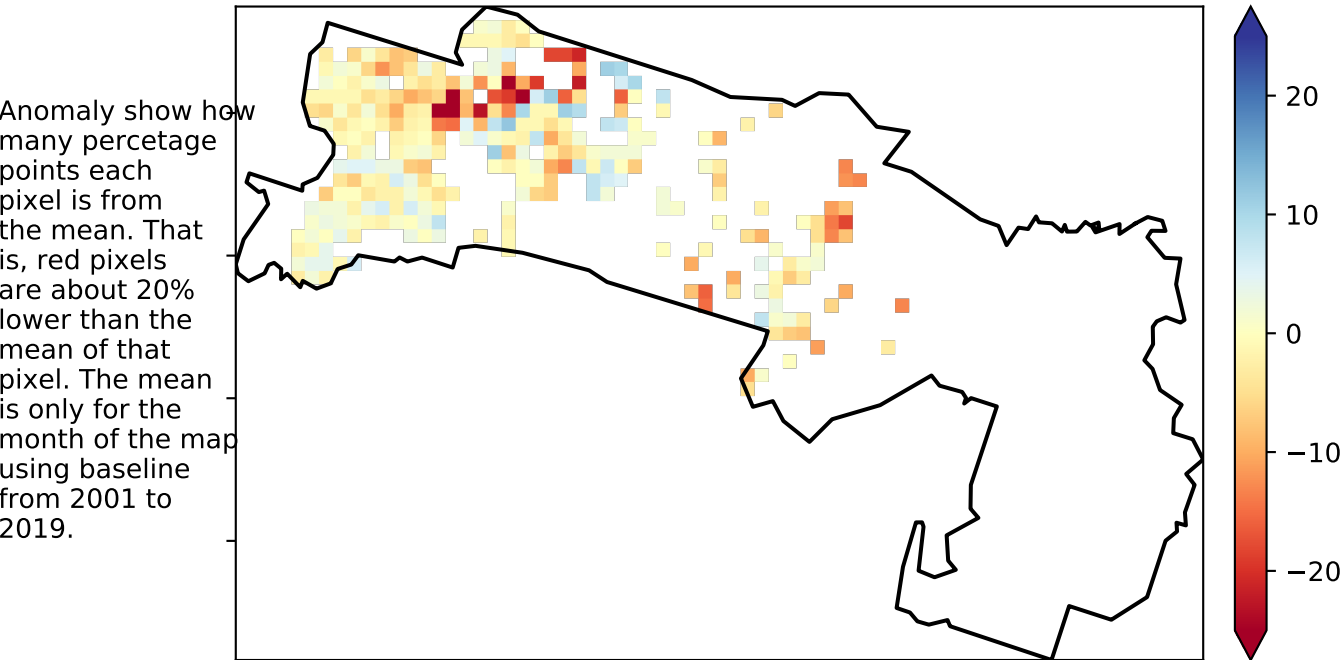 Anomaly show how
many percetage
points each
pixel is from
the mean. That
is, red pixels
are about 20%
lower than the
mean of that
pixel. The mean
is only for the
month of the map
using baseline
from 2001 to
2019.
20
10
0
−10
−20